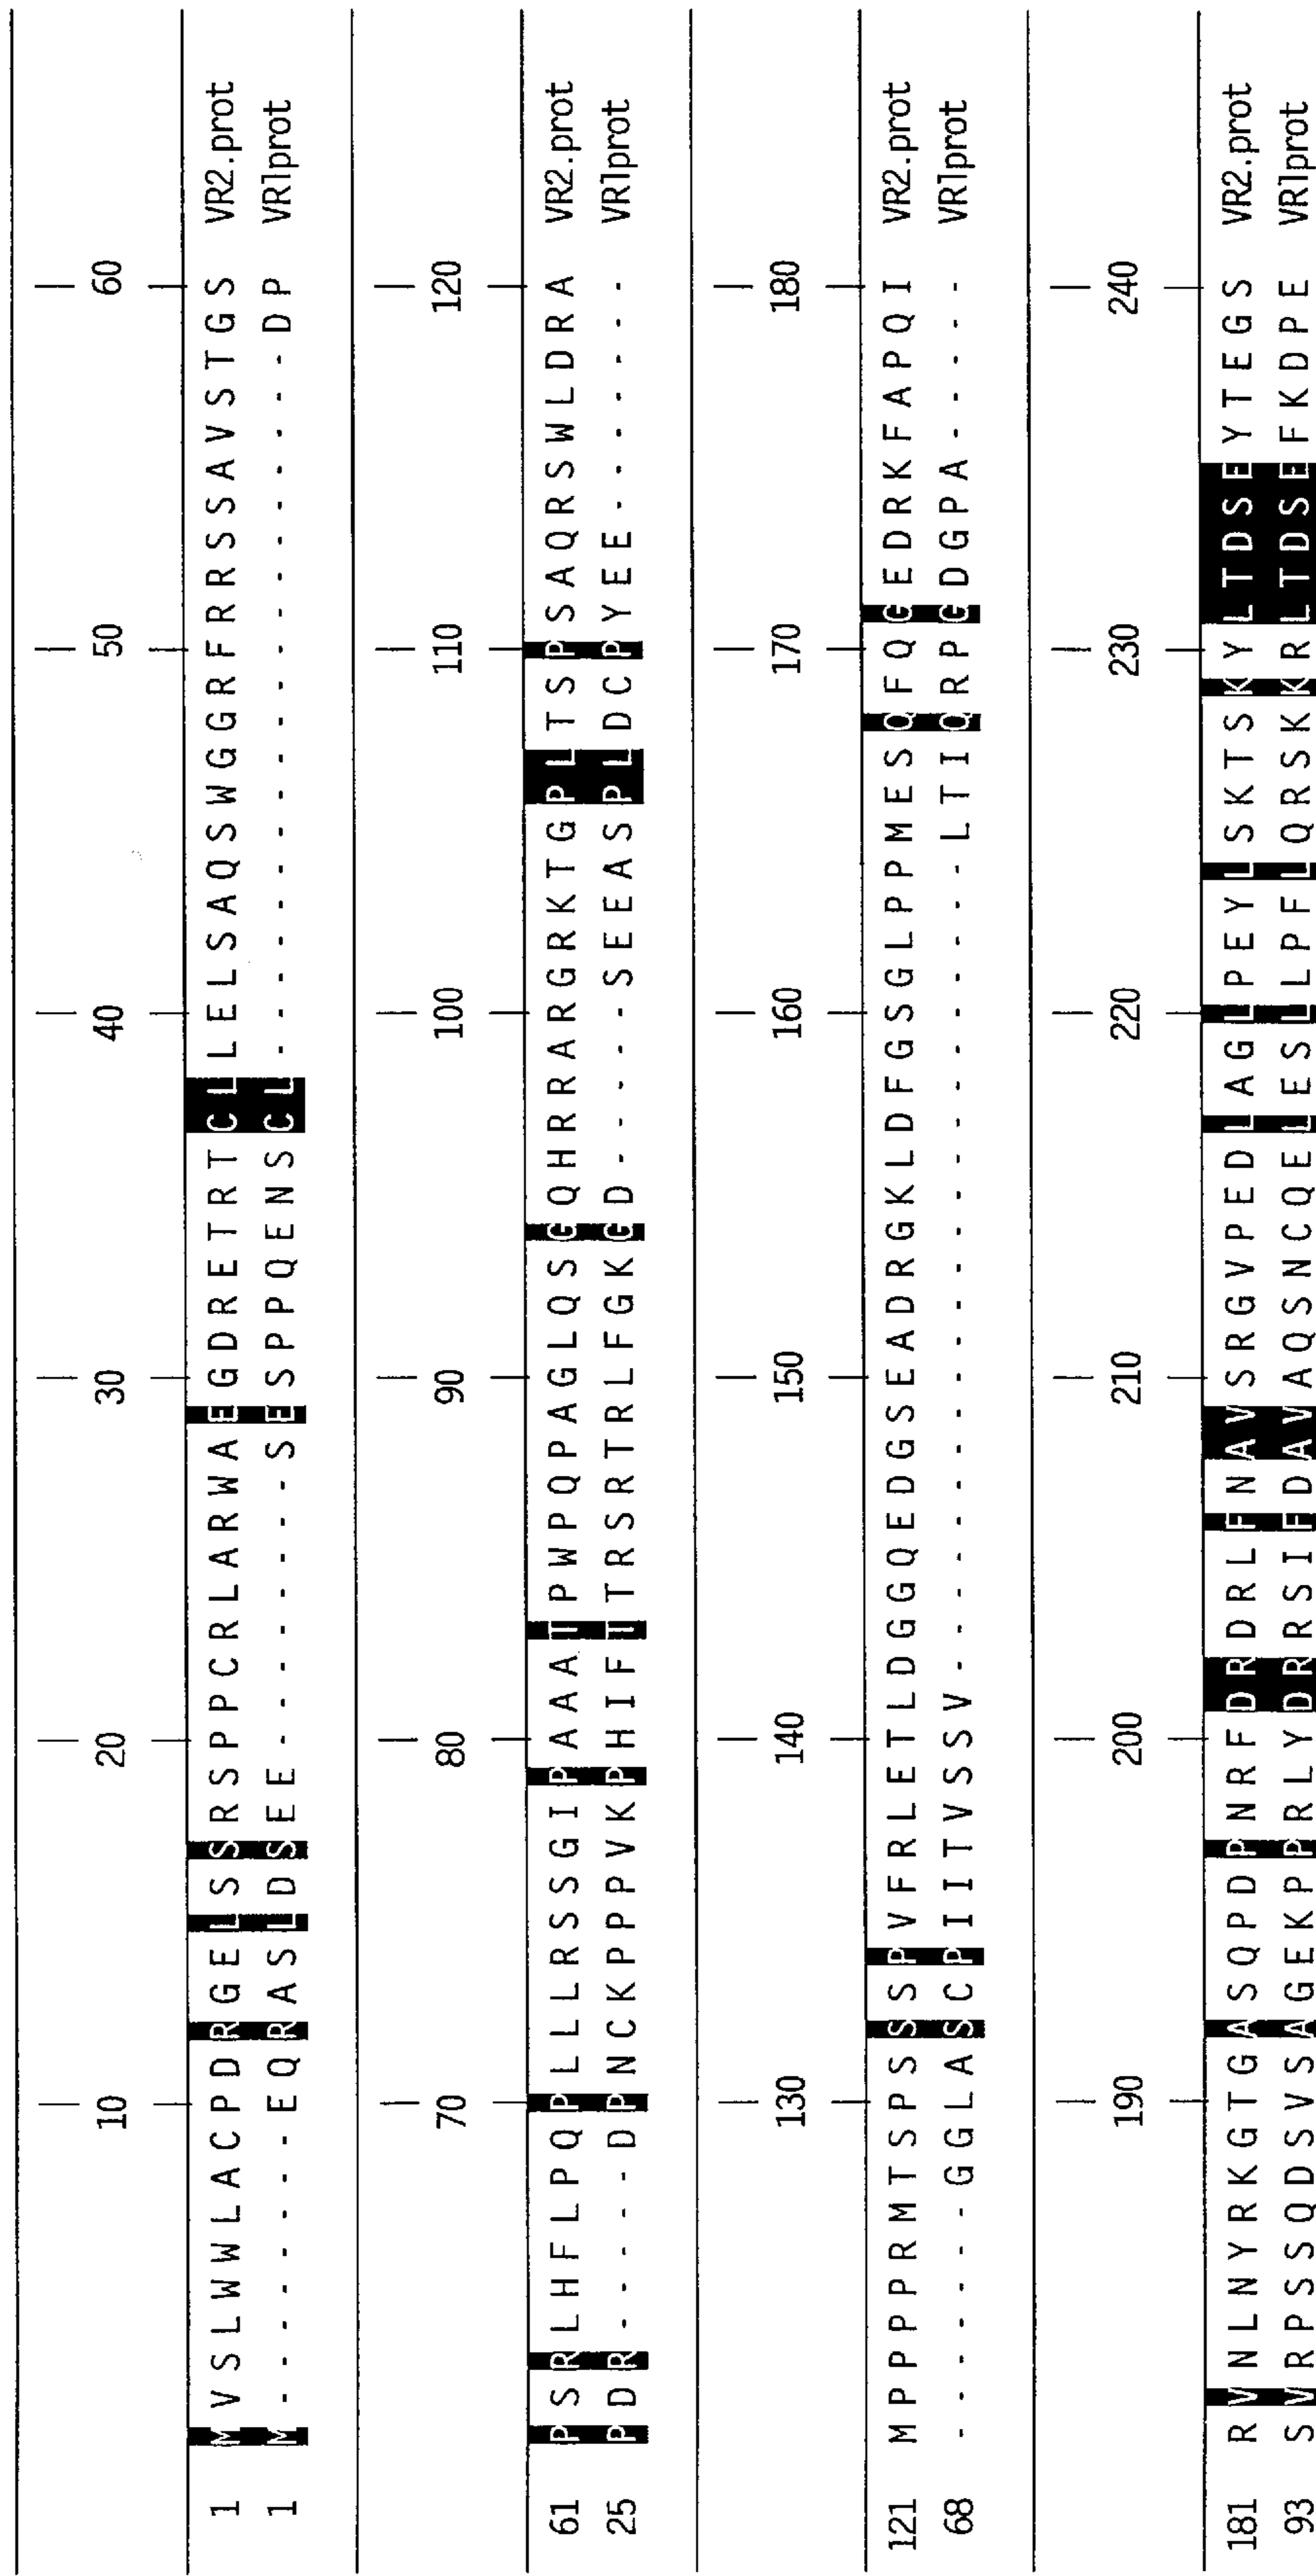 10 20 30 40 50 60
1 M V S L W W L A C P D R G E L S S R S P P C R L A R W A E G D R E T R T C L L E L S A Q S W G G R F R R S S A V S T G S VR2.prot
1 M - - - - - - - - E Q R A S L D S E E - - - - - - - - S E S P P Q E N S C L - - - - - - - - - - - - - - - - - - - - D P VR1prot
70 80 90 100 110 120
61 P S R L H F L P Q P L L L R S S G I P A A A T P W P Q P A G L Q S G Q H R R A R G R K T G P L T S P S A Q R S W L D R A VR2.prot
25 P D R - - - - - D P N C K P P P V K P H I F T T R S R T R L F G K G D - - - - - S E E A S P L D C P Y E E - - - - - - - VR1prot
130 140 150 160 170 180
121 M P P P P R M T S P S S S P V F R L E T L D G G Q E D G S E A D R G K L D F G S G L P P M E S Q F Q G E D R K F A P Q I VR2.prot
68 - - - - - - - G G L A S C P I I T V S S V - - - - - - - - - - - - - - - - - - - - - - - L T I Q R P G D G P A - - - - - VR1prot
190 200 210 220 230 240
181 R V N L N Y R K G T G A S Q P D P N R F D R D R L F N A V S R G V P E D L A G L P E Y L S K T S K Y L T D S E Y T E G S VR2.prot
93 S V R P S S Q D S V S A G E K P P R L Y D R R S I F D A V A Q S N C Q E L E S L L P F L Q R S K K R L T D S E F K D P E VR1prot